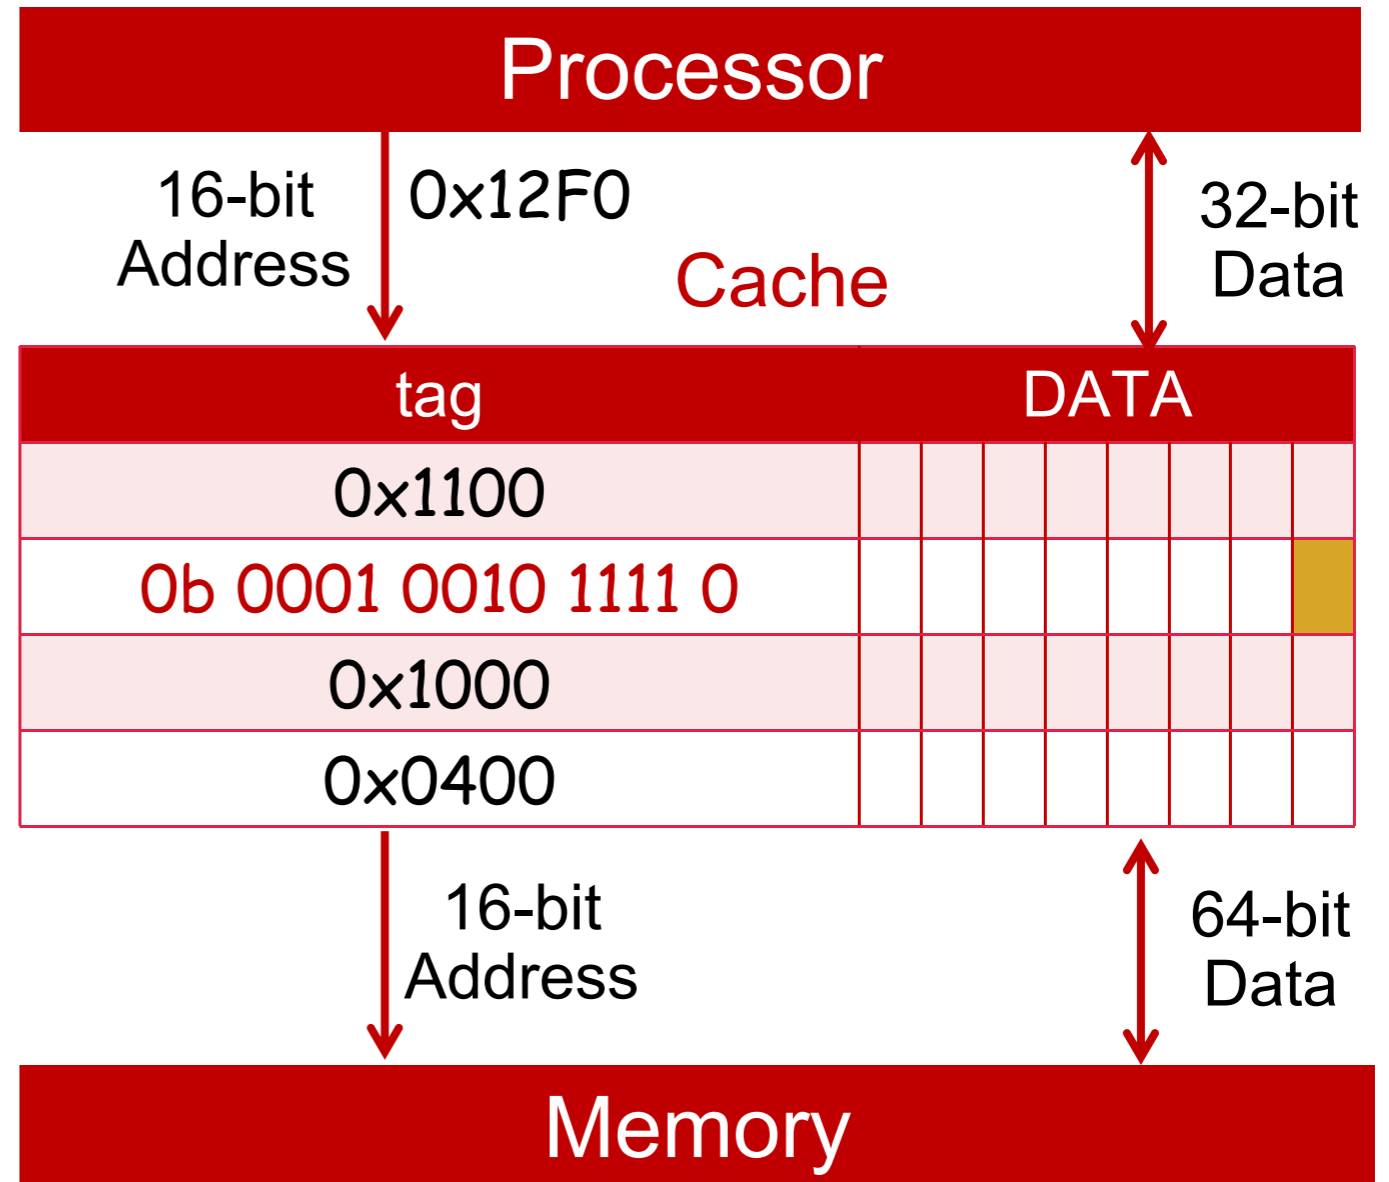 Processor
16-bit
Address
0x12F0
Cache
32-bit
Data
tag
DATA
0x1100
0b 0001 0010 1111 0
0x1000
0x0400
16-bit
Address
64-bit
Data
Memory